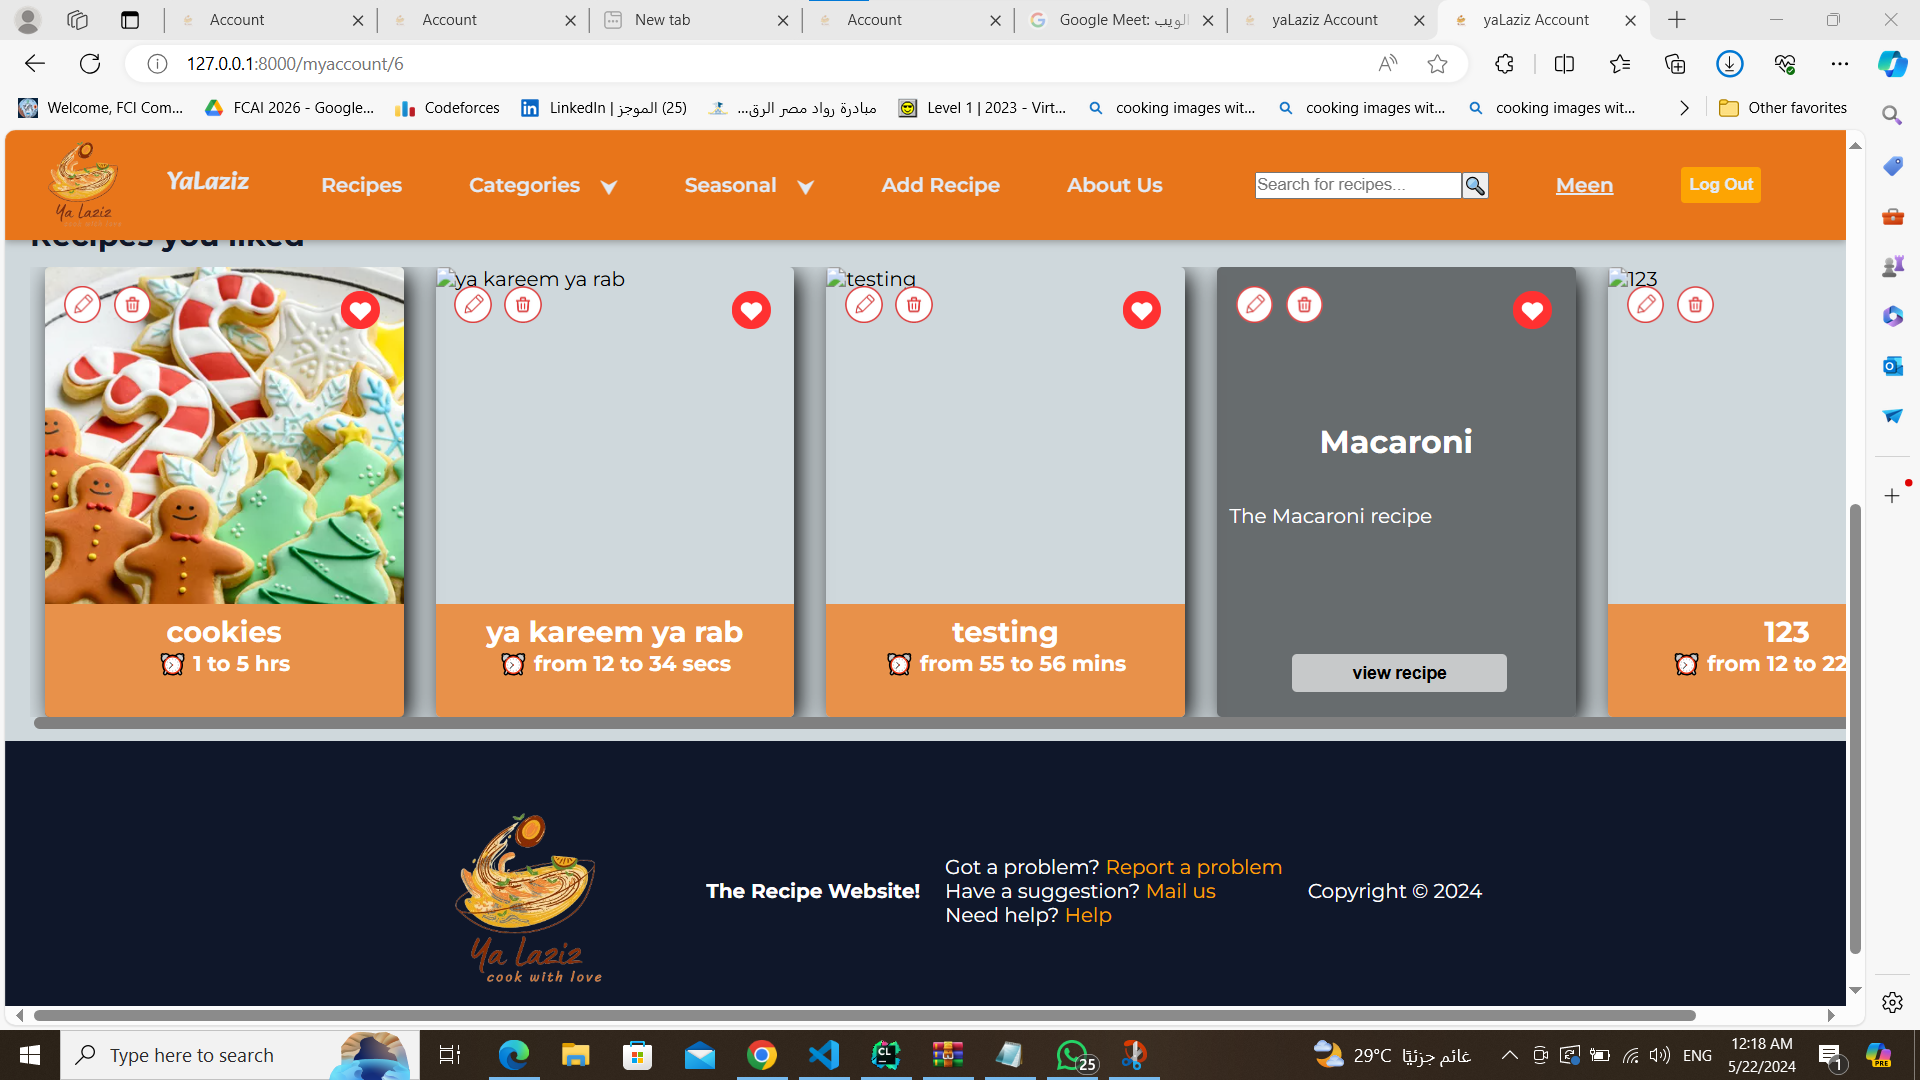 Account
Account
New tab
Account
Google Meet: الويب
yaLaziz Account
yaLaziz Account
127.0.0.1:8000/myaccount/6
Welcome, FCI Com...
FCAI 2026 - Google...
Codeforces
(25) الموجز | LinkedIn
مبادرة رواد مصر الرق...
Level 1 | 2023 - Virt...
cooking images wit...
cooking images wit...
cooking images wit...
Other favorites
Ya Laziz
YaLaziz
Recipes
Categories
Seasonal
Add Recipe
About Us
Search for recipes...
Meen
Log Out
Recipes you liked
ya kareem ya rab
testing
123
Macaroni
The Macaroni recipe
view recipe
cookies
1 to 5 hrs
ya kareem ya rab
from 12 to 34 secs
testing
from 55 to 56 mins
123
from 12 to 22
Ya Laziz
cook with love
The Recipe Website!
Got a problem? Report a problem
Have a suggestion? Mail us
Need help? Help
Copyright © 2024
Type here to search
25
29°C غائم جزئيًا
ENG
12:18 AM
5/22/2024
1
PRE